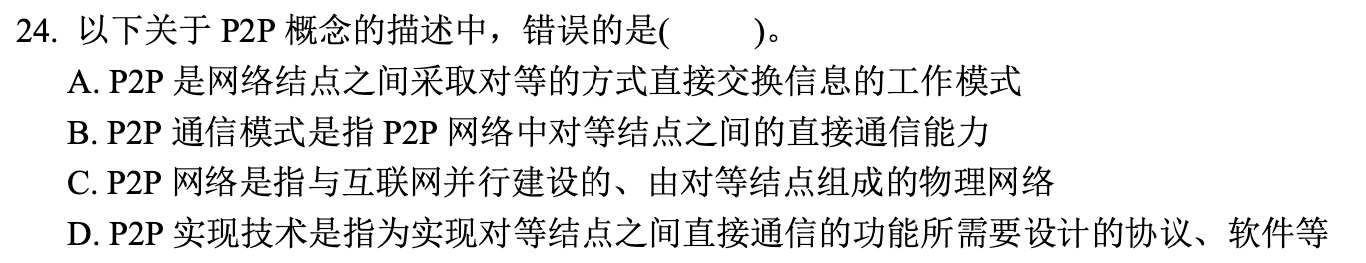 24. 以下关于 P2P 概念的描述中，错误的是(      )。
A. P2P 是网络结点之间采取对等的方式直接交换信息的工作模式
B. P2P 通信模式是指 P2P 网络中对等结点之间的直接通信能力
C. P2P 网络是指与互联网并行建设的、由对等结点组成的物理网络
D. P2P 实现技术是指为实现对等结点之间直接通信的功能所需要设计的协议、软件等